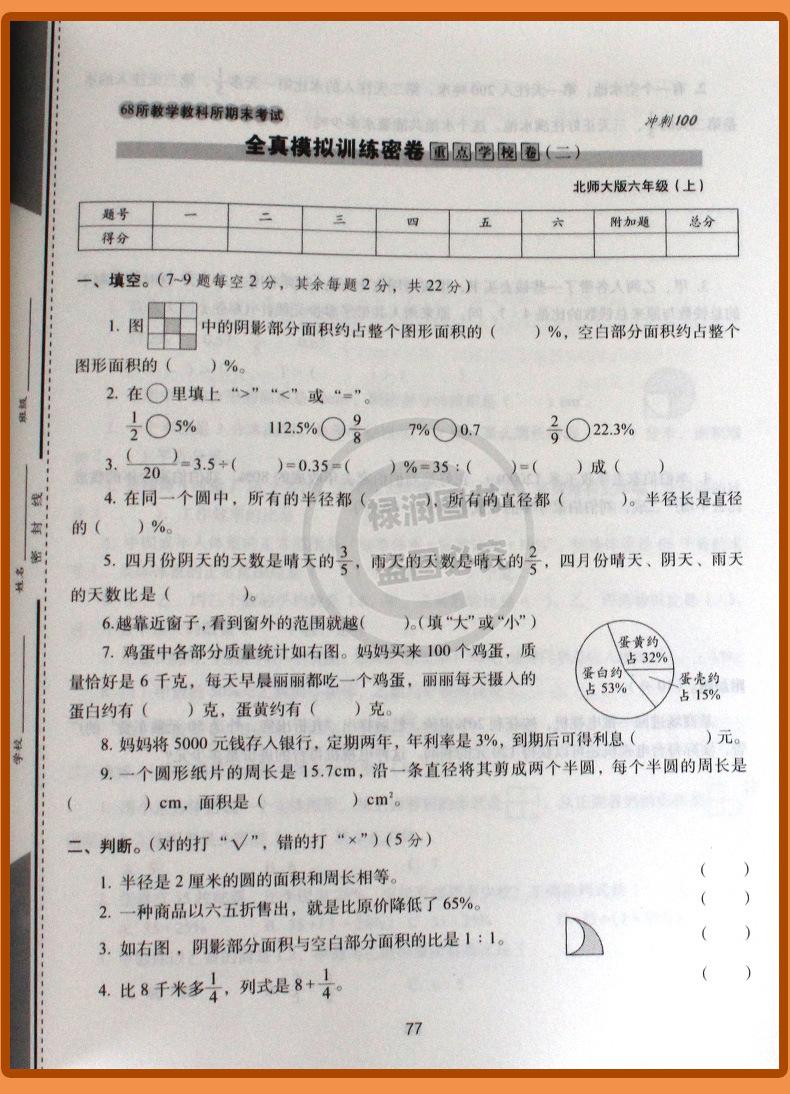 68所教学教科所期末考试
冲刺100
全真模拟训练密卷 重点学校卷 (二)
北师大版六年级(上)
题号 一 二 三 四 五 六 附加题 总分
得分
一、填空。(7~9题每空2分，其余每题2分，共22分)
1. 图 中的阴影部分面积约占整个图形面积的( )%，空白部分面积约占整个
图形面积的( )%。
2. 在○里填上“>”“<”或“=”。
1/2○5% 112.5%○9/8 7%○0.7 2/9○22.3%
3. ( )/20=3.5÷( )=0.35=( )%=35∶( )=( )成( )
4. 在同一个圆中，所有的半径都( )，所有的直径都( )。半径长是直径
的( )%。
5. 四月份阴天的天数是晴天的3/5，雨天的天数是晴天的2/5，四月份晴天、阴天、雨天
的天数比是( )。
6.越靠近窗子,看到窗外的范围就越( )。(填“大”或“小”)
7. 鸡蛋中各部分质量统计如右图。妈妈买来100个鸡蛋，质
量恰好是6千克，每天早晨丽丽都吃一个鸡蛋，丽丽每天摄入的
蛋白约有( )克，蛋黄约有( )克。
蛋黄约
占32%
蛋白约
占53%
蛋壳约
占15%
8. 妈妈将5000元钱存入银行，定期两年，年利率是3%，到期后可得利息( )元。
9. 一个圆形纸片的周长是15.7cm，沿一条直径将其剪成两个半圆，每个半圆的周长是
( )cm，面积是( )cm²。
二、判断。(对的打“√”，错的打“×”)(5分)
1. 半径是2厘米的圆的面积和周长相等。 ( )
2. 一种商品以六五折售出，就是比原价降低了65%。 ( )
3. 如右图，阴影部分面积与空白部分面积的比是1∶1。 ( )
4. 比8千米多1/4，列式是8+1/4。 ( )
77
班级
姓名
学校
密封线
禄润图书
盗图必究